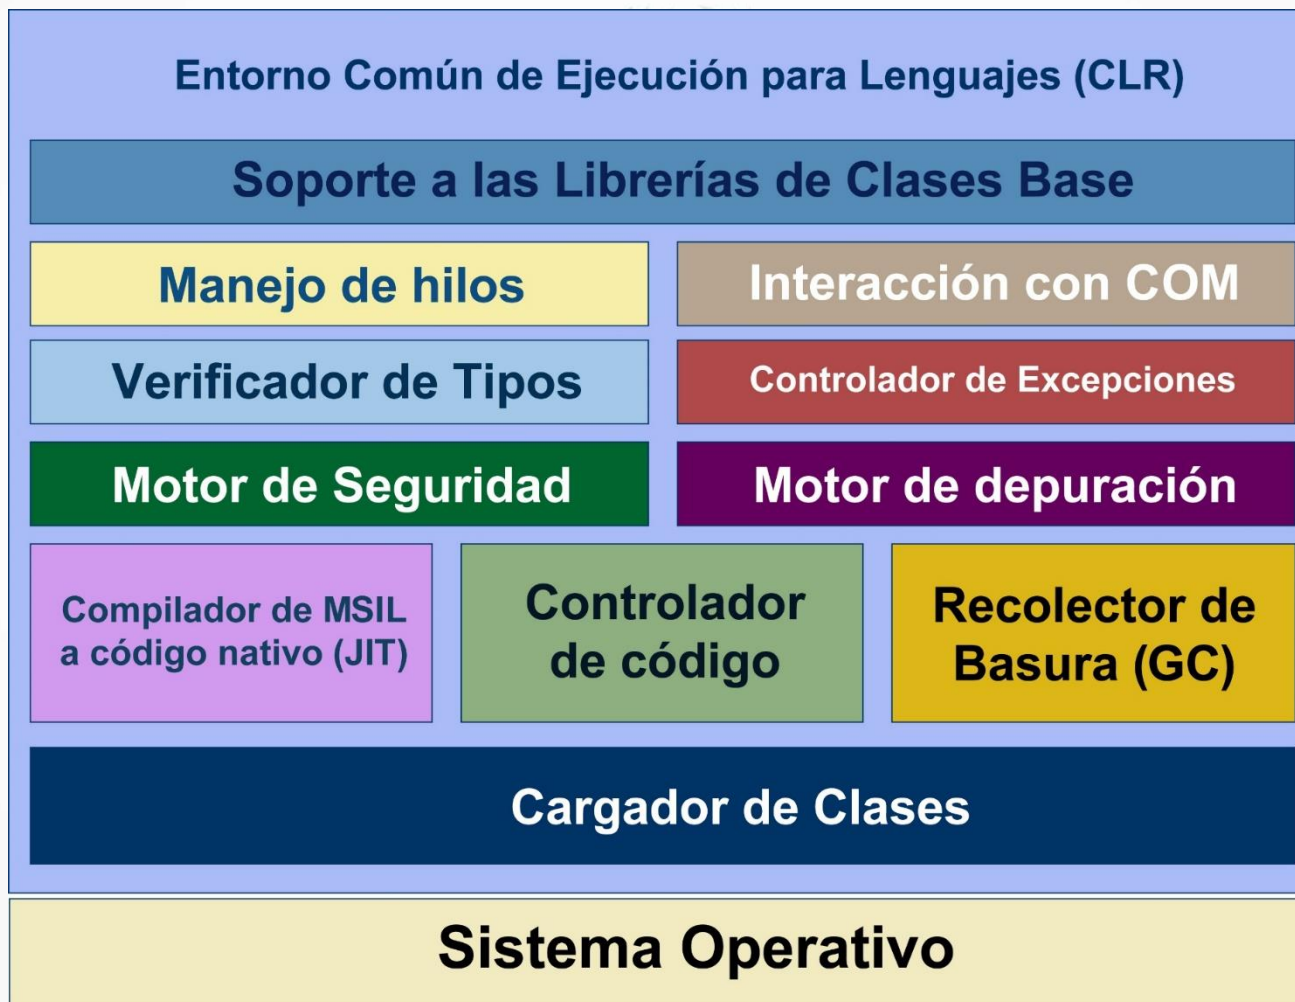 Entorno Común de Ejecución para Lenguajes (CLR)
Soporte a las Librerías de Clases Base
Manejo de hilos
Interacción con COM
Verificador de Tipos
Controlador de Excepciones
Motor de Seguridad
Motor de depuración
Compilador de MSIL
a código nativo (JIT)
Controlador
de código
Recolector de
Basura (GC)
Cargador de Clases
Sistema Operativo